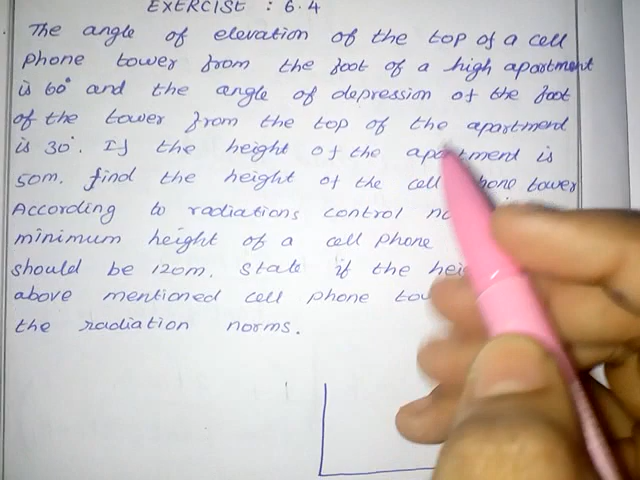 EXERCISE : 6.4
The angle of elevation of the top of a cell
phone tower from the foot of a high apartment
is 60° and the angle of depression of the foot
of the tower from the top of the apartment
is 30°. If the height of the apartment is
50m. find the height of the cell phone tower
According to radiations control
minimum height of a cell phone
should be 120m. State if the
above mentioned cell phone
the radiation norms.